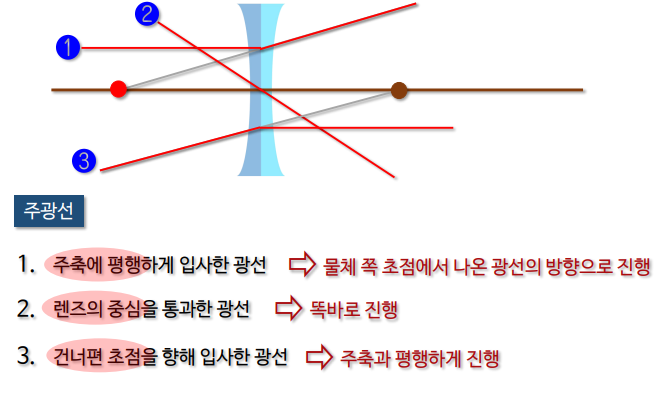 2
1
3
주광선
1. 주축에 평행하게 입사한 광선 ⇨ 물체 쪽 초점에서 나온 광선의 방향으로 진행
2. 렌즈의 중심을 통과한 광선 ⇨ 똑바로 진행
3. 건너편 초점을 향해 입사한 광선 ⇨ 주축과 평행하게 진행